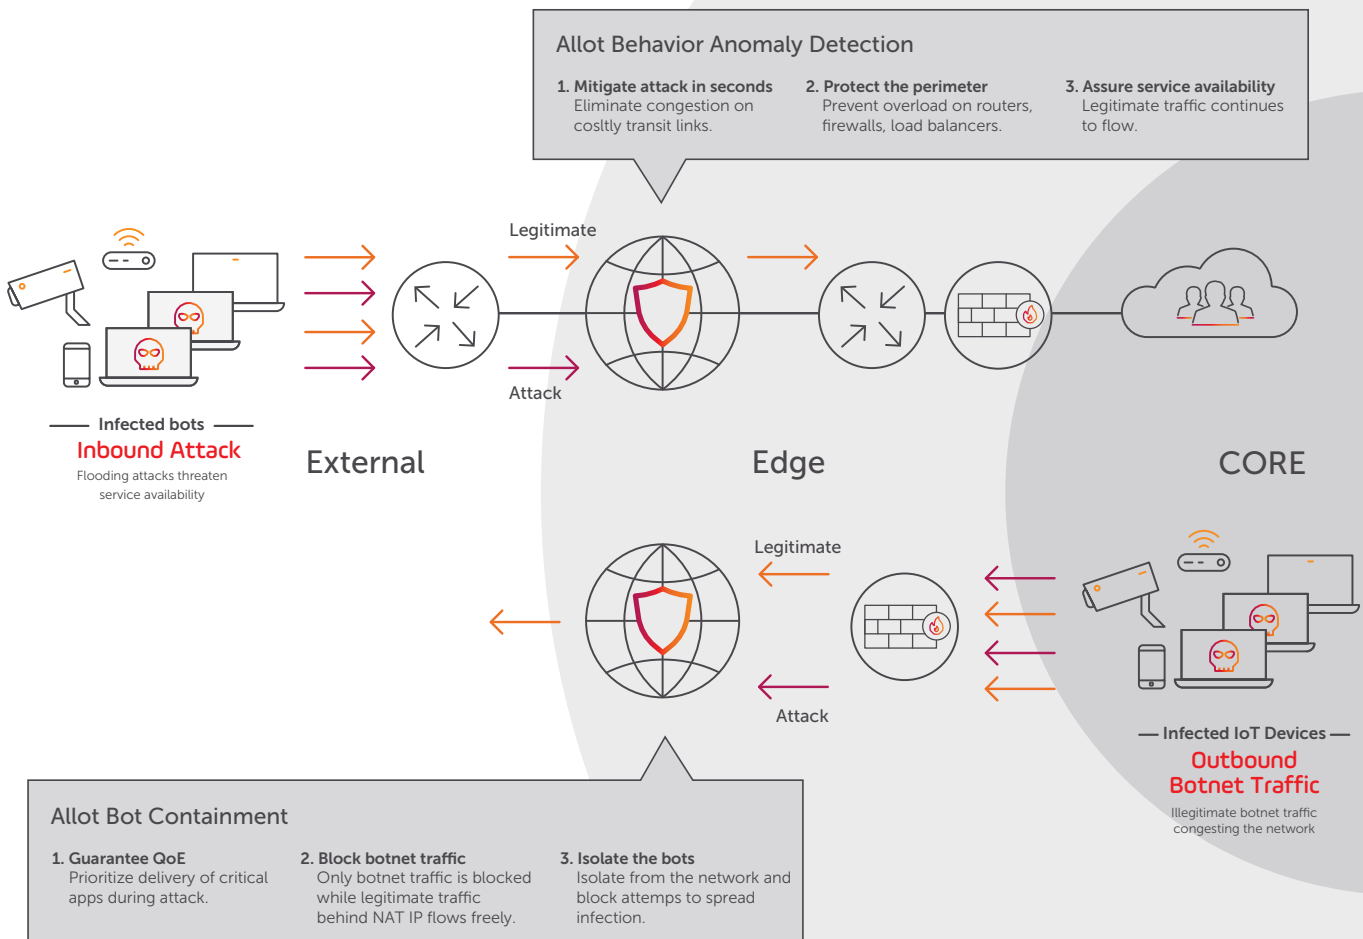 Allot Behavior Anomaly Detection
1. Mitigate attack in seconds
Eliminate congestion on
costltly transit links.
2. Protect the perimeter
Prevent overload on routers,
firewalls, load balancers.
3. Assure service availability
Legitimate traffic continues
to flow.
Legitimate
Attack
Infected bots
Inbound Attack
Flooding attacks threaten
service availability
External
Edge
CORE
Legitimate
Attack
Infected IoT Devices
Outbound
Botnet Traffic
Illegitimate botnet traffic
congesting the network
Allot Bot Containment
1. Guarantee QoE
Prioritize delivery of critical
apps during attack.
2. Block botnet traffic
Only botnet traffic is blocked
while legitimate traffic
behind NAT IP flows freely.
3. Isolate the bots
Isolate from the network and
block attemps to spread
infection.